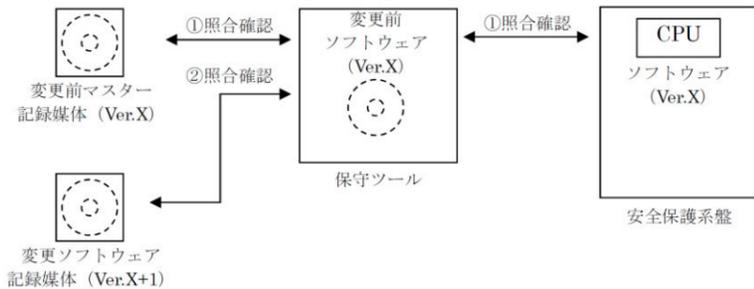 ①照合確認
②照合確認
変更前マスター
記録媒体（Ver.X）
変更前
ソフトウェア
(Ver.X)
保守ツール
①照合確認
CPU
ソフトウェア
(Ver.X)
安全保護系盤
変更ソフトウェア
記録媒体（Ver.X+1）